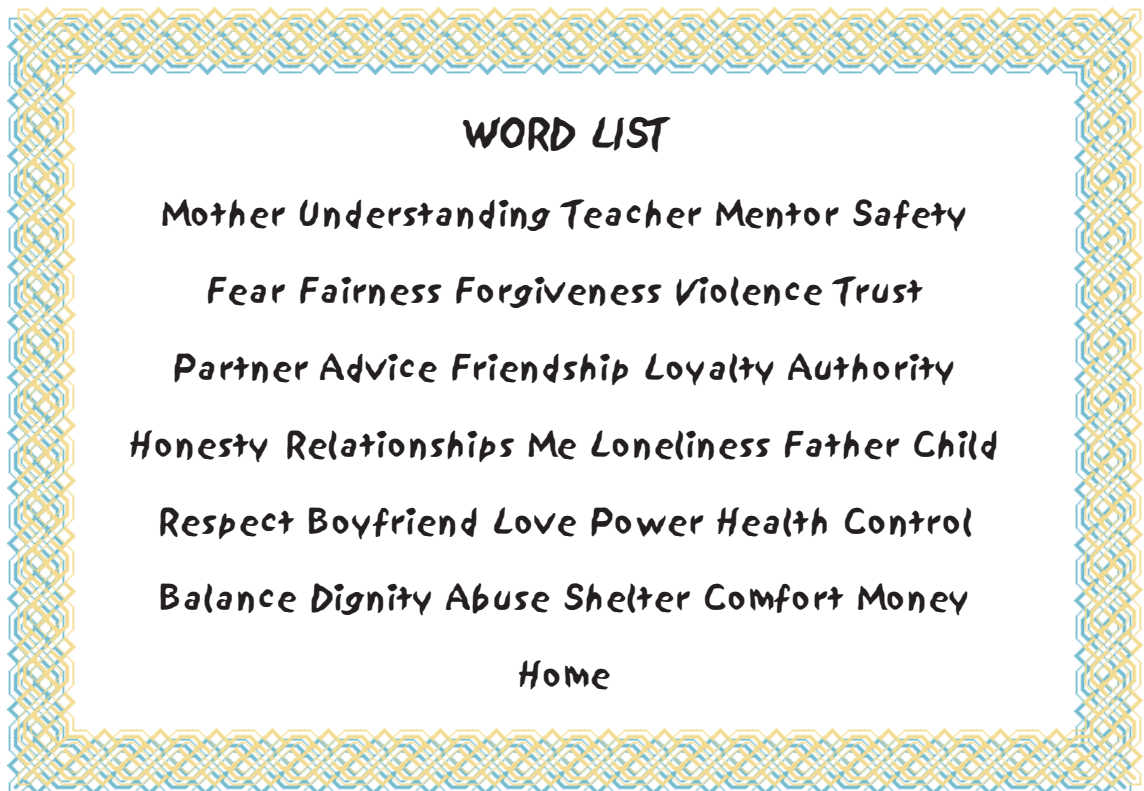 WORD LIST
Mother Understanding Teacher Mentor Safety
Fear Fairness Forgiveness Violence Trust
Partner Advice Friendship Loyalty Authority
Honesty Relationships Me Loneliness Father Child
Respect Boyfriend Love Power Health Control
Balance Dignity Abuse Shelter Comfort Money
Home